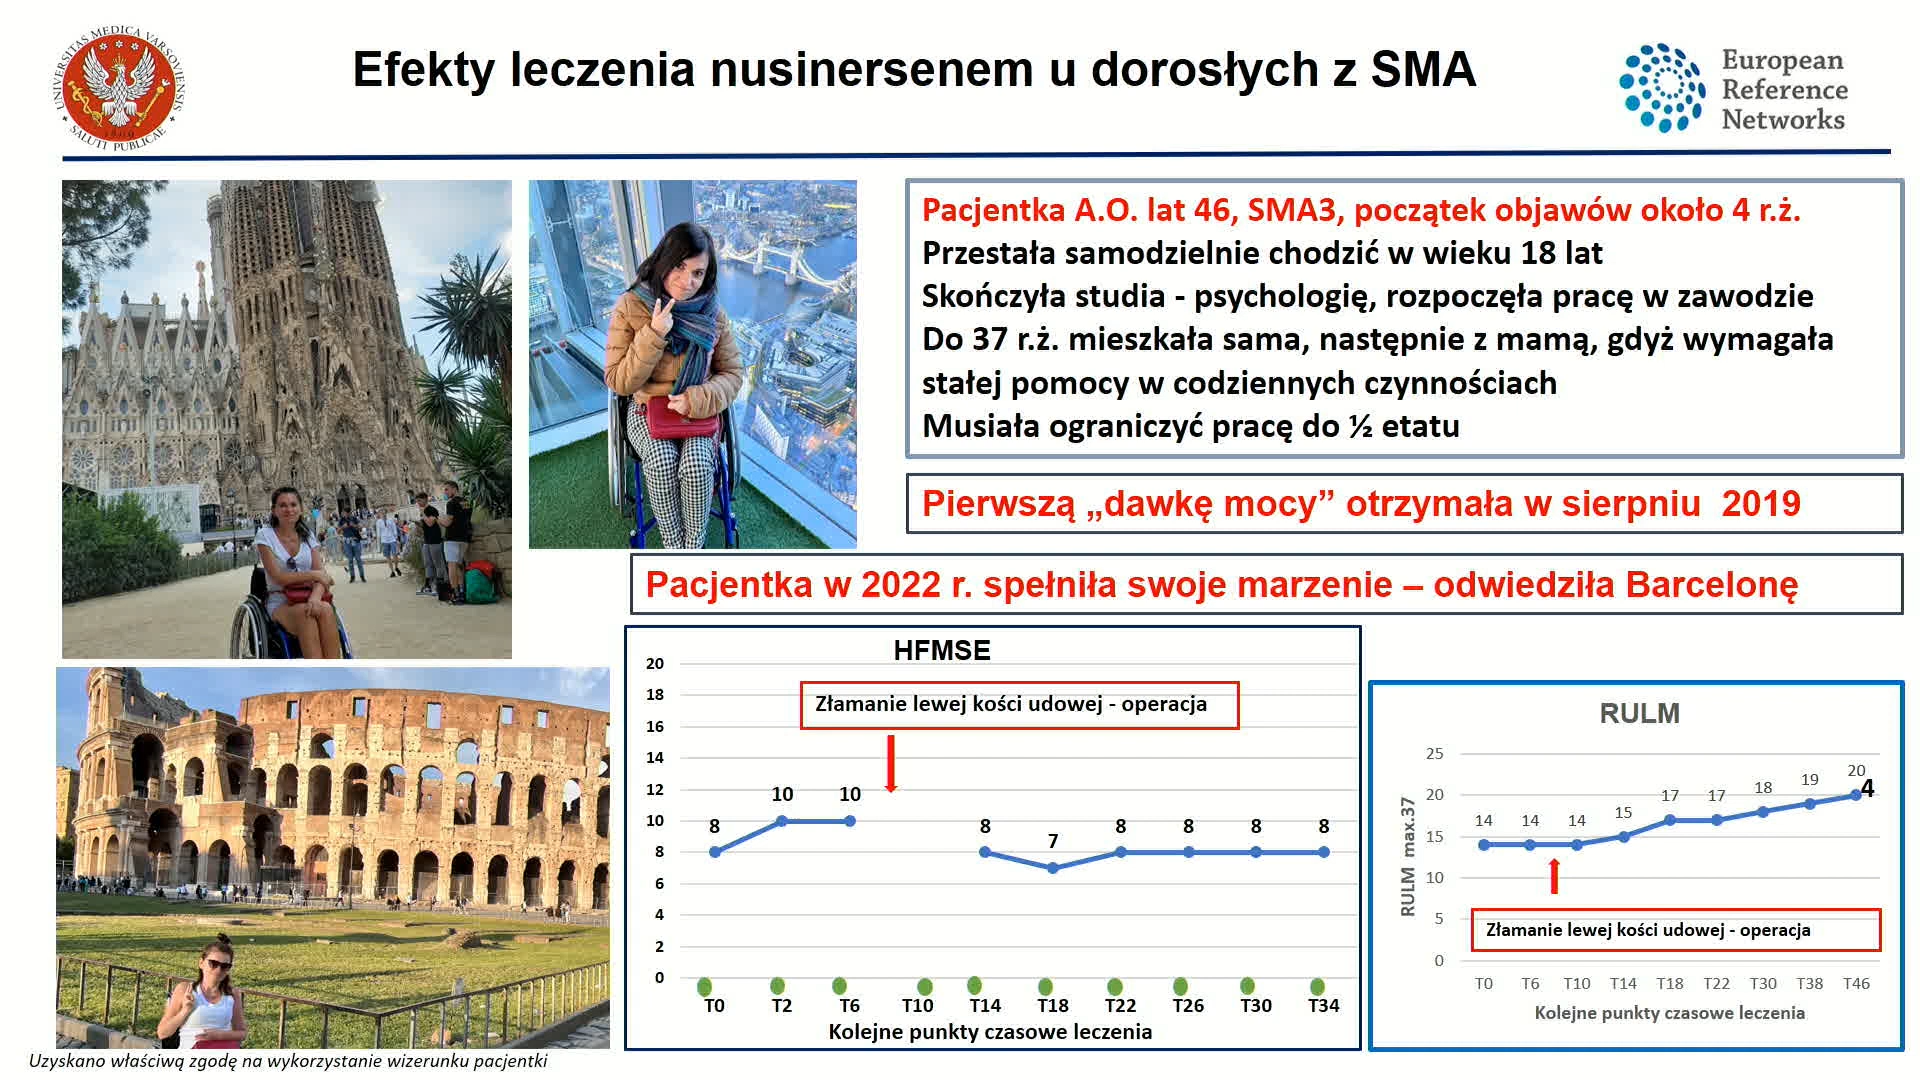 UNIVERSITAS MEDICA VARSOVIENSIS
SALUTI PUBLICAE
1809
Efekty leczenia nusinersenem u dorosłych z SMA
European
Reference
Networks
Pacjentka A.O. lat 46, SMA3, początek objawów około 4 r.ż.
Przestała samodzielnie chodzić w wieku 18 lat
Skończyła studia - psychologię, rozpoczęła pracę w zawodzie
Do 37 r.ż. mieszkała sama, następnie z mamą, gdyż wymagała
stałej pomocy w codziennych czynnościach
Musiała ograniczyć pracę do ½ etatu
Pierwszą „dawkę mocy” otrzymała w sierpniu 2019
Pacjentka w 2022 r. spełniła swoje marzenie – odwiedziła Barcelonę
HFMSE
20
18
16
14
12
10
8
6
4
2
0
Złamanie lewej kości udowej - operacja
8 10 10 8 7 8 8 8 8
T0 T2 T6 T10 T14 T18 T22 T26 T30 T34
Kolejne punkty czasowe leczenia
RULM
RULM max.37
25
20
15
10
5
0
14 14 14 15 17 17 18 19 20
4
Złamanie lewej kości udowej - operacja
T0 T6 T10 T14 T18 T22 T30 T38 T46
Kolejne punkty czasowe leczenia
Uzyskano właściwą zgodę na wykorzystanie wizerunku pacjentki